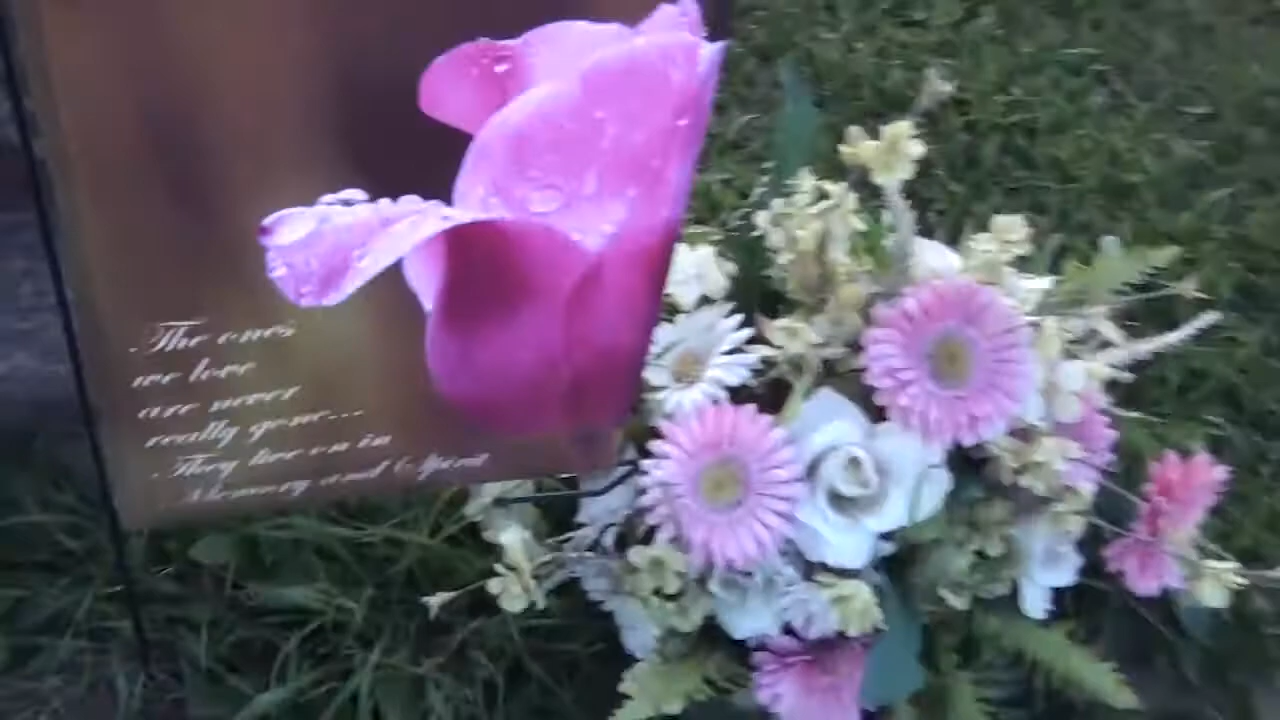 The ones
we love
are never
really gone...
They live on in
Memory and Spirit